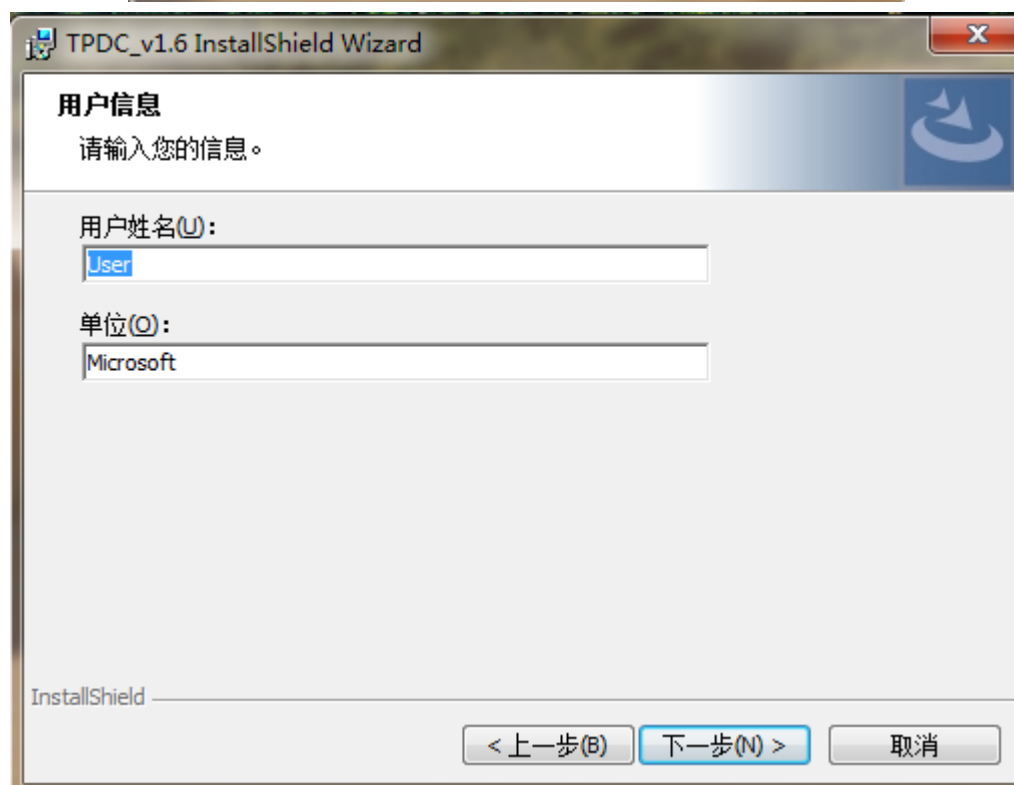 TPDC_v1.6 InstallShield Wizard
用户信息
请输入您的信息。
用户姓名(U):
User
单位(O):
Microsoft
InstallShield
< 上一步(B) 下一步(N) > 取消